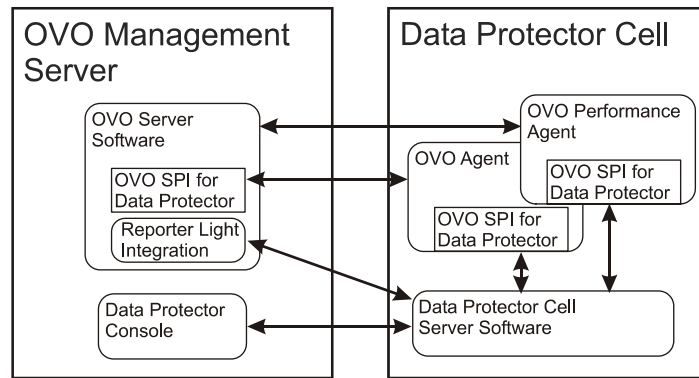 OVO Management
Server
OVO Server
Software
OVO SPI for
Data Protector
Reporter Light
Integration
Data Protector
Console
Data Protector Cell
OVO Performance
Agent
OVO SPI for
Data Protector
OVO Agent
OVO SPI for
Data Protector
Data Protector Cell
Server Software